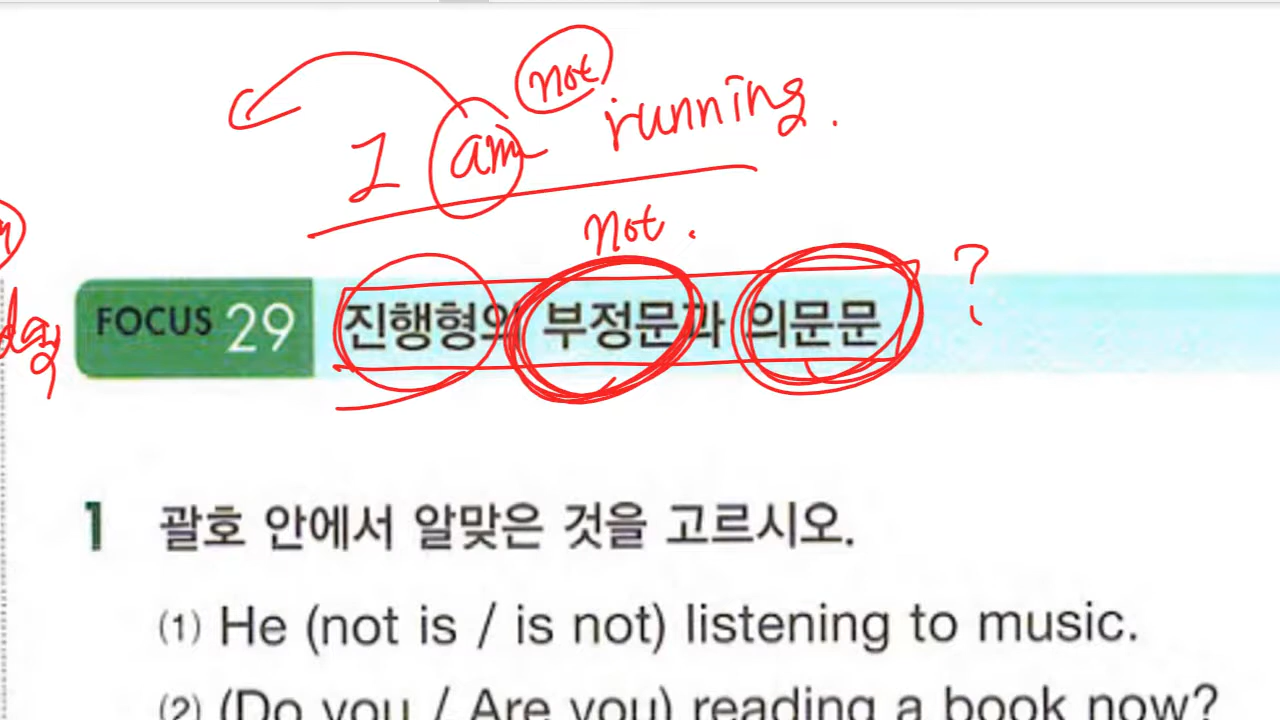 not
I am running.
not.
FOCUS 29 진행형의 부정문과 의문문 ?
day
1 괄호 안에서 알맞은 것을 고르시오.
(1) He (not is / is not) listening to music.
(2) (Do you / Are you) reading a book now?